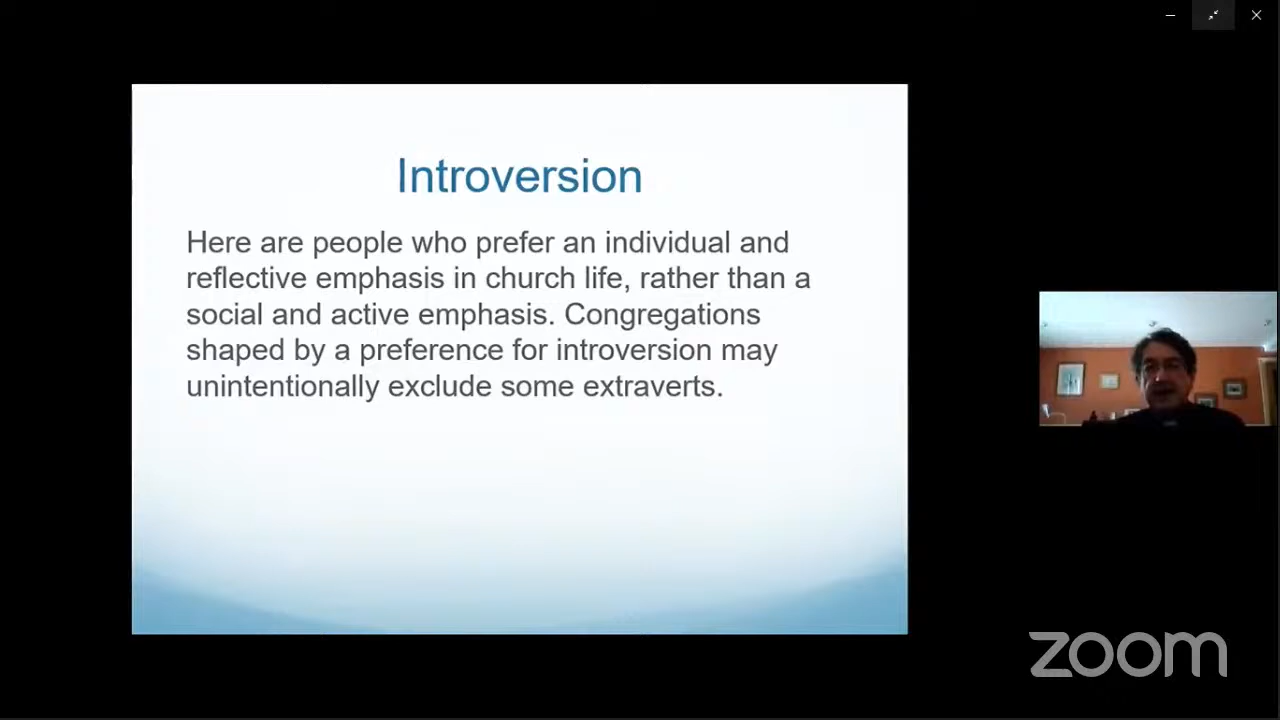 Introversion
Here are people who prefer an individual and
reflective emphasis in church life, rather than a
social and active emphasis. Congregations
shaped by a preference for introversion may
unintentionally exclude some extraverts.
zoom